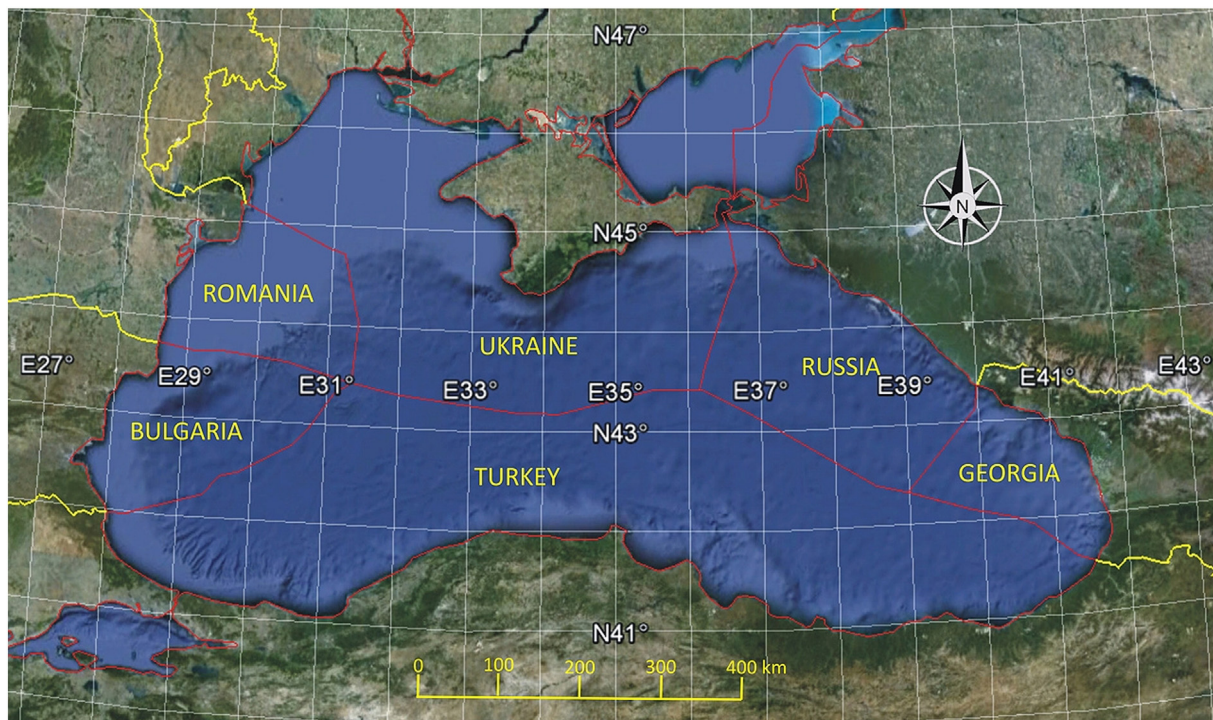 N47°
N
N45°
ROMANIA
UKRAINE
RUSSIA
E27°
E29°
E31°
E33°
E35°
E37°
E39°
E41°
E43°
BULGARIA
N43°
TURKEY
GEORGIA
N41°
0 100 200 300 400 km